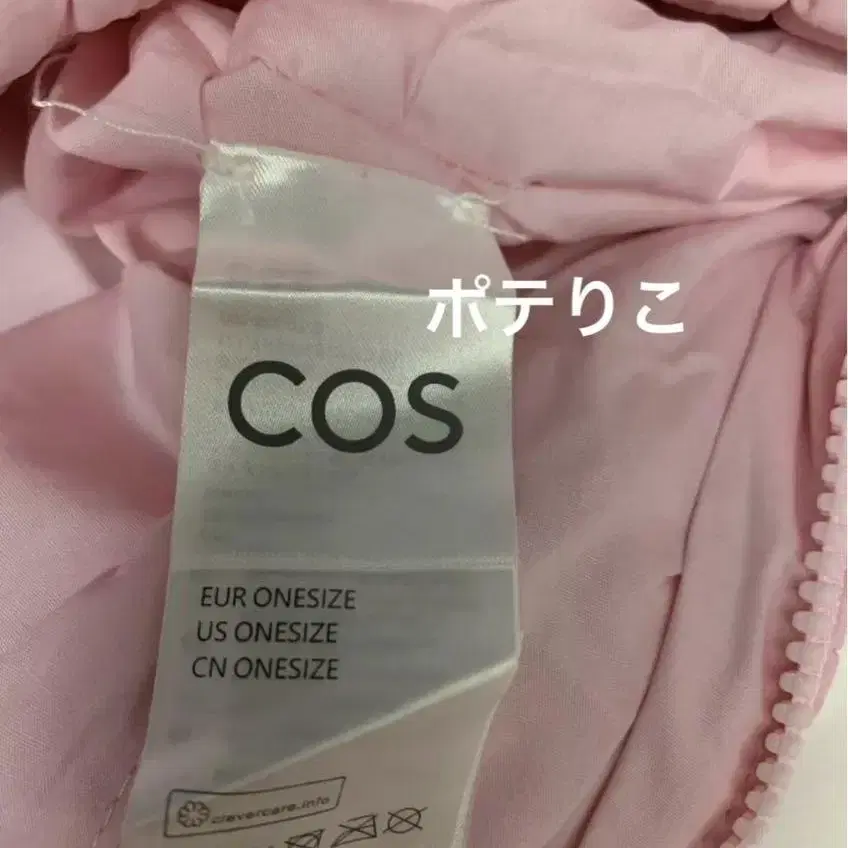 ポテりこ
COS
EUR ONESIZE
US ONESIZE
CN ONESIZE
clevercare.info